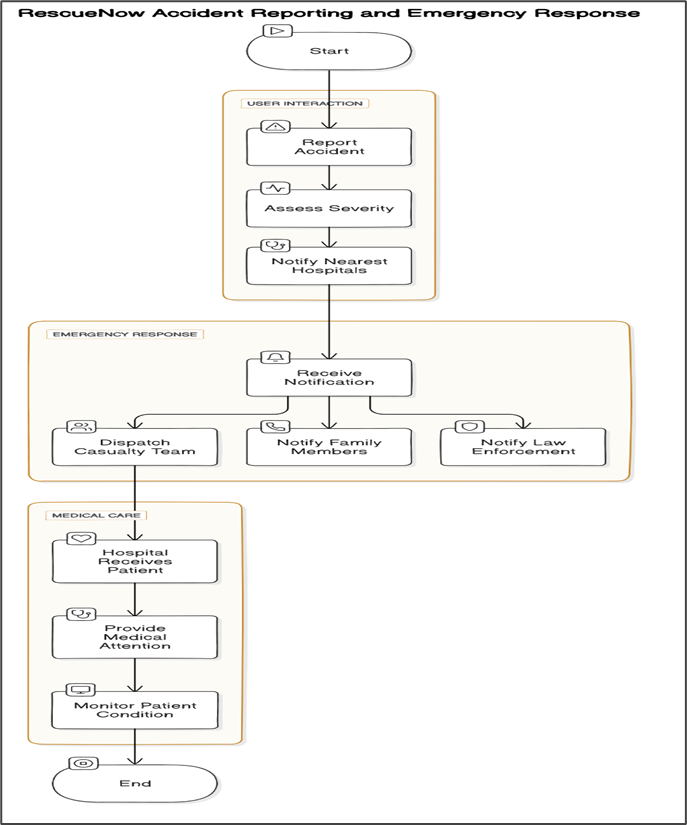 RescueNow Accident Reporting and Emergency Response
Start
USER INTERACTION
Report
Accident
Assess Severity
Notify Nearest
Hospitals
EMERGENCY RESPONSE
Receive
Notification
Dispatch
Casualty Team
Notify Family
Members
Notify Law
Enforcement
MEDICAL CARE
Hospital
Receives
Patient
Provide
Medical
Attention
Monitor Patient
Condition
End